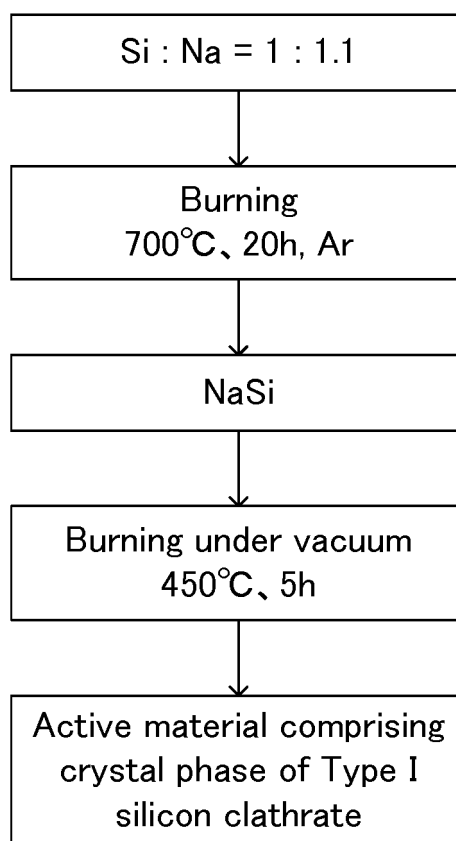 Si : Na = 1 : 1.1
Burning
700℃、20h, Ar
NaSi
Burning under vacuum
450℃、5h
Active material comprising
crystal phase of Type I
silicon clathrate